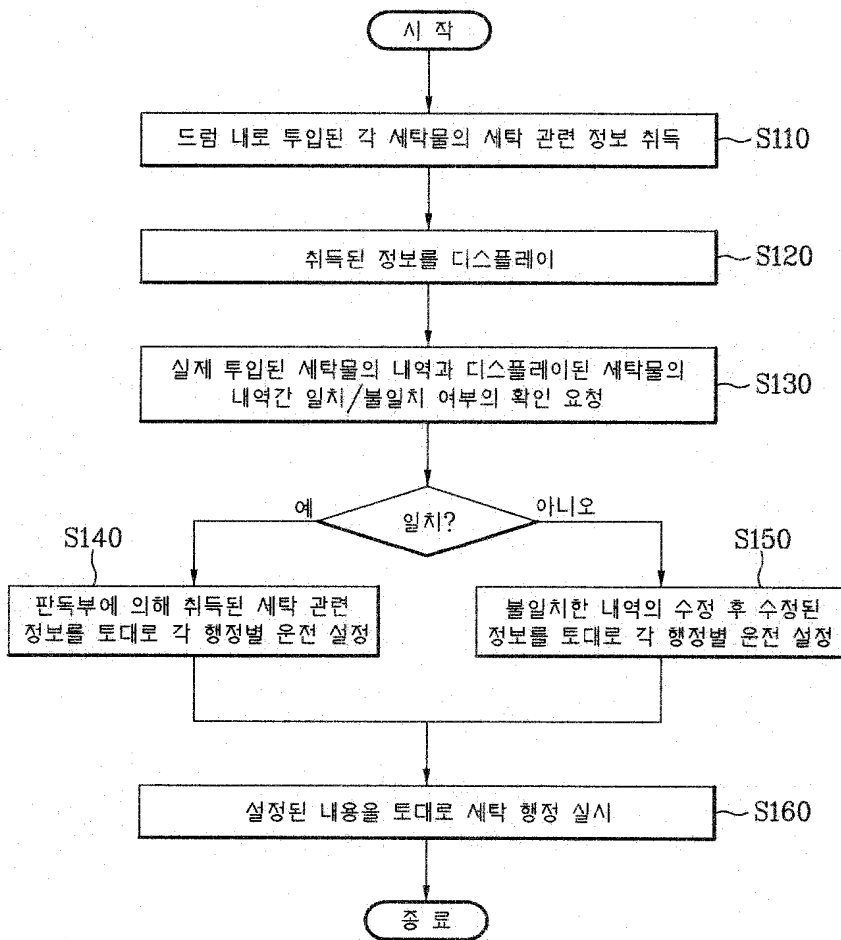 시 작
드럼 내로 투입된 각 세탁물의 세탁 관련 정보 취득
S110
취득된 정보를 디스플레이
S120
실제 투입된 세탁물의 내역과 디스플레이된 세탁물의
내역간 일치/불일치 여부의 확인 요청
S130
예
일치?
아니오
S140
판독부에 의해 취득된 세탁 관련
정보를 토대로 각 행정별 운전 설정
S150
불일치한 내역의 수정 후 수정된
정보를 토대로 각 행정별 운전 설정
설정된 내용을 토대로 세탁 행정 실시
S160
종 료